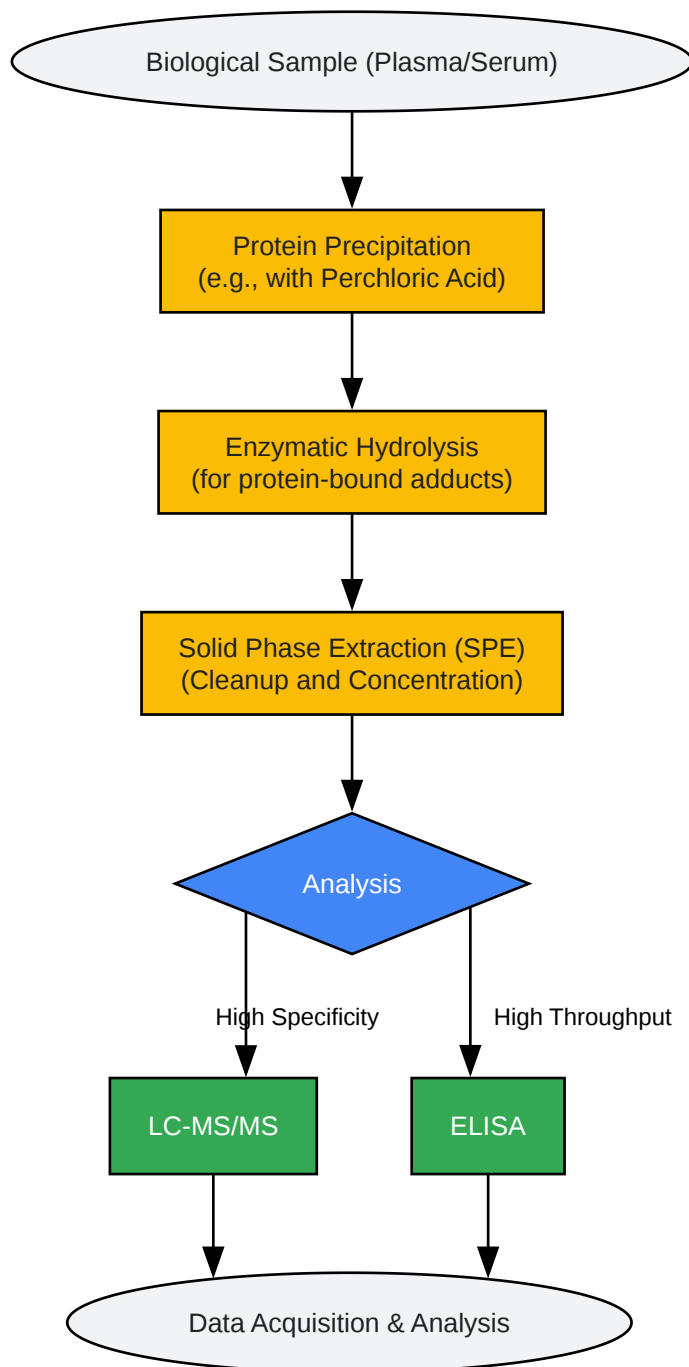 Biological Sample (Plasma/Serum)
Protein Precipitation
(e.g., with Perchloric Acid)
Enzymatic Hydrolysis
(for protein-bound adducts)
Solid Phase Extraction (SPE)
(Cleanup and Concentration)
Analysis
High Specificity
High Throughput
LC-MS/MS
ELISA
Data Acquisition & Analysis